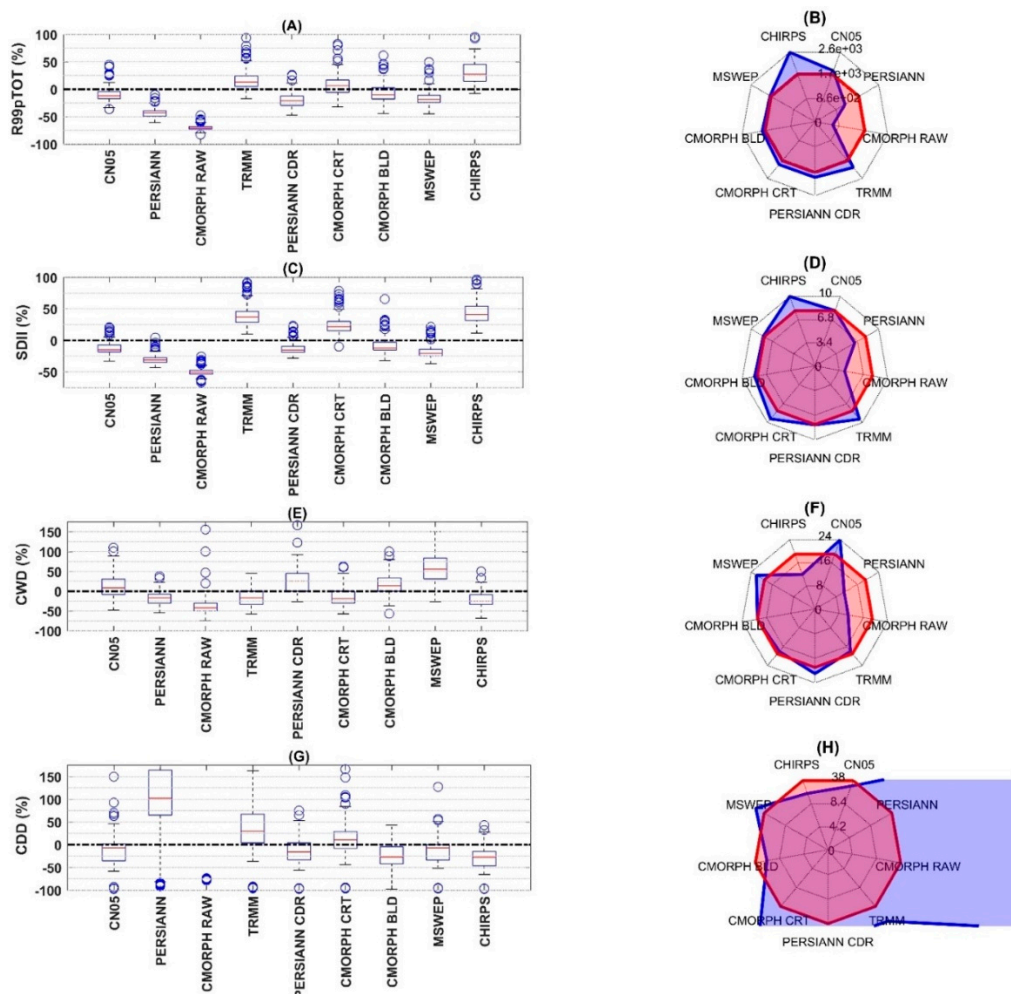 (A)
R99pTOT (%)
100
50
0
-50
-100
CN05
PERSIANN
CMORPH RAW
TRMM
PERSIANN CDR
CMORPH CRT
CMORPH BLD
MSWEP
CHIRPS
(B)
CHIRPS
CN05
2.6e+03
PERSIANN
1.7e+03
8.6e+02
0
MSWEP
CMORPH RAW
CMORPH BLD
TRMM
CMORPH CRT
PERSIANN CDR
(C)
SDII (%)
100
50
0
-50
CN05
PERSIANN
CMORPH RAW
TRMM
PERSIANN CDR
CMORPH CRT
CMORPH BLD
MSWEP
CHIRPS
(D)
CHIRPS
CN05
10
PERSIANN
6.8
3.4
0
MSWEP
CMORPH RAW
CMORPH BLD
TRMM
CMORPH CRT
PERSIANN CDR
(E)
CWD (%)
150
100
50
0
-50
-100
CN05
PERSIANN
CMORPH RAW
TRMM
PERSIANN CDR
CMORPH CRT
CMORPH BLD
MSWEP
CHIRPS
(F)
CHIRPS
CN05
24
PERSIANN
16
8
0
MSWEP
CMORPH RAW
CMORPH BLD
TRMM
CMORPH CRT
PERSIANN CDR
(G)
CDD (%)
150
100
50
0
-50
-100
CN05
PERSIANN
CMORPH RAW
TRMM
PERSIANN CDR
CMORPH CRT
CMORPH BLD
MSWEP
CHIRPS
(H)
CHIRPS
CN05
38
PERSIANN
8.4
4.2
0
MSWEP
CMORPH RAW
CMORPH BLD
TRMM
CMORPH CRT
PERSIANN CDR